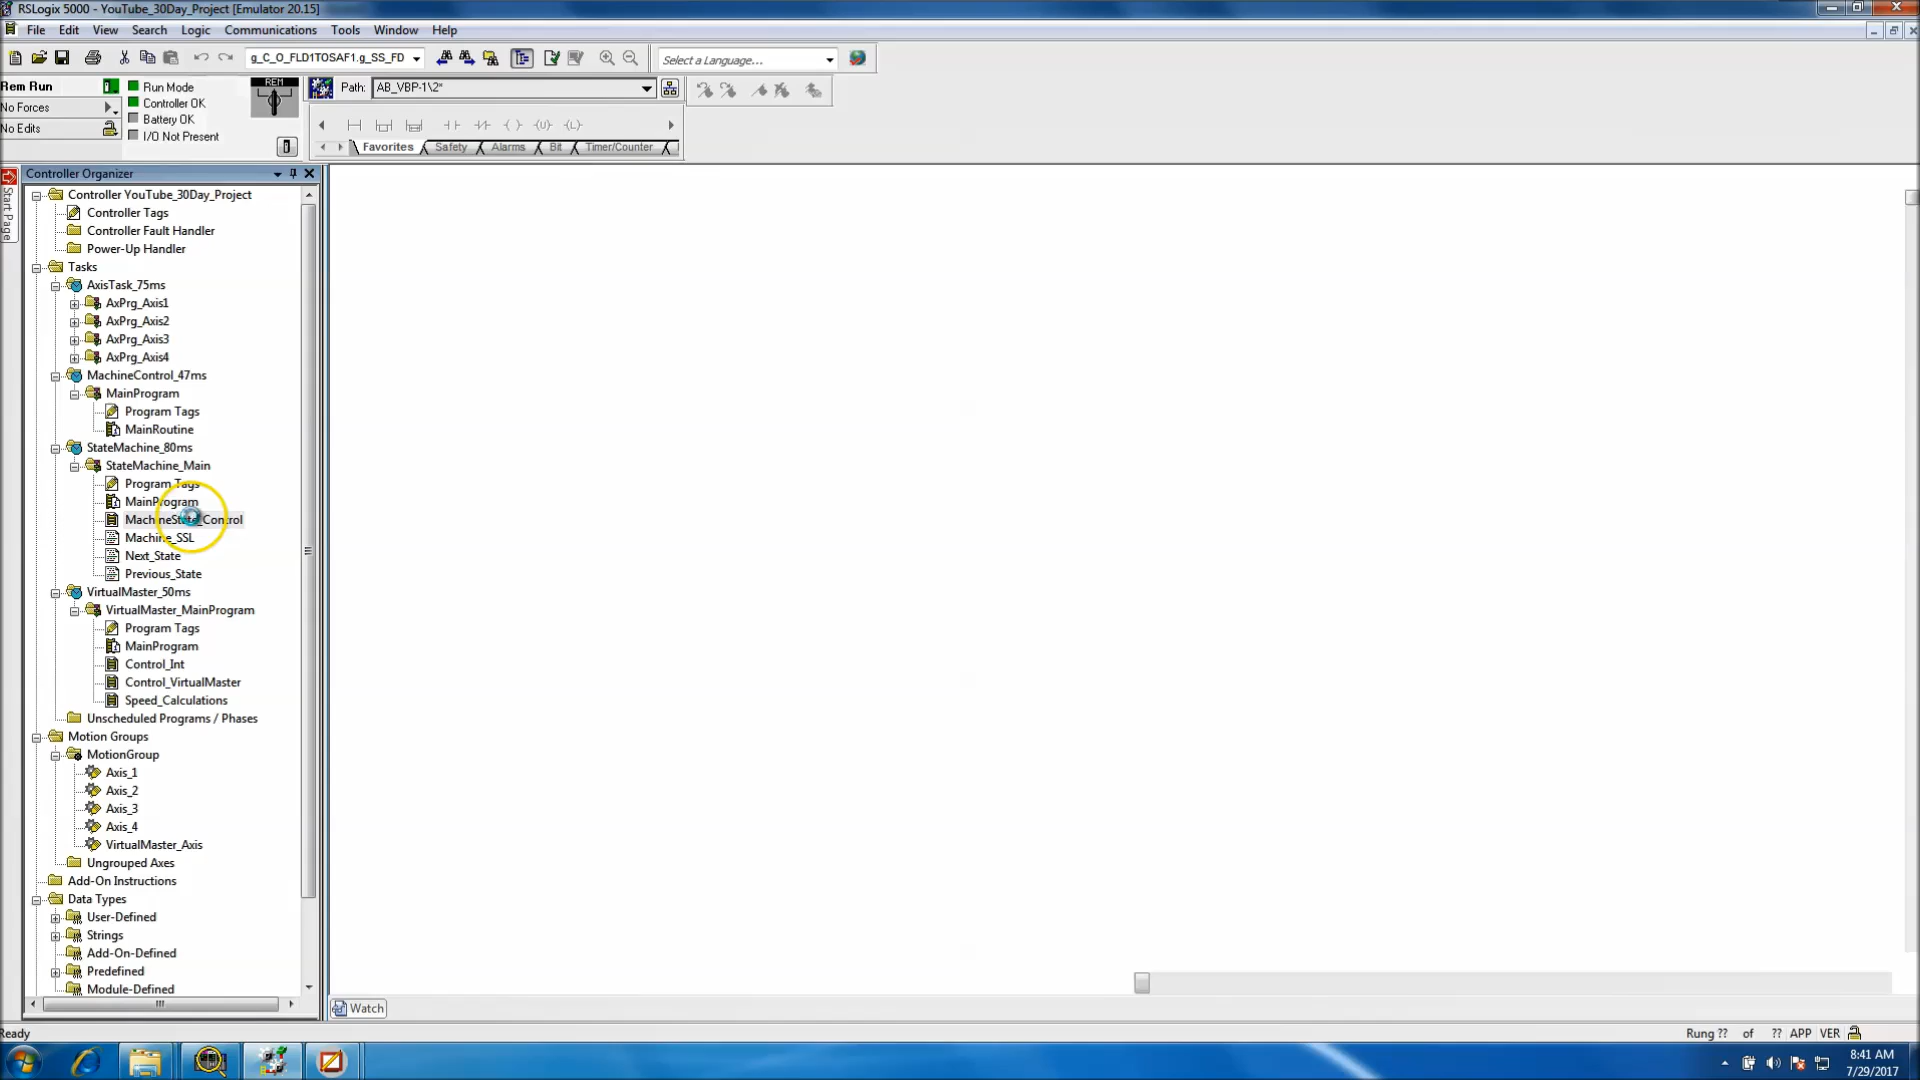 RSLogix 5000 - YouTube_30Day_Project [Emulator 20.15]
File Edit View Search Logic Communications Tools Window Help
g_C_O_FLD1TOSAF1.g_SS_FD
Select a Language...
Rem Run
No Forces
No Edits
Run Mode
Controller OK
Battery OK
I/O Not Present
REM
Path: AB_VBP-1\2*
Favorites Safety Alarms Bit Timer/Counter
Start Page
Controller Organizer
Controller YouTube_30Day_Project
Controller Tags
Controller Fault Handler
Power-Up Handler
Tasks
AxisTask_75ms
AxPrg_Axis1
AxPrg_Axis2
AxPrg_Axis3
AxPrg_Axis4
MachineControl_47ms
MainProgram
Program Tags
MainRoutine
StateMachine_80ms
StateMachine_Main
Program Tags
MainProgram
MachineState_Control
Machine_SSL
Next_State
Previous_State
VirtualMaster_50ms
VirtualMaster_MainProgram
Program Tags
MainProgram
Control_Int
Control_VirtualMaster
Speed_Calculations
Unscheduled Programs / Phases
Motion Groups
MotionGroup
Axis_1
Axis_2
Axis_3
Axis_4
VirtualMaster_Axis
Ungrouped Axes
Add-On Instructions
Data Types
User-Defined
Strings
Add-On-Defined
Predefined
Module-Defined
Watch
Ready
Rung ?? of ?? APP VER
8:41 AM
7/29/2017